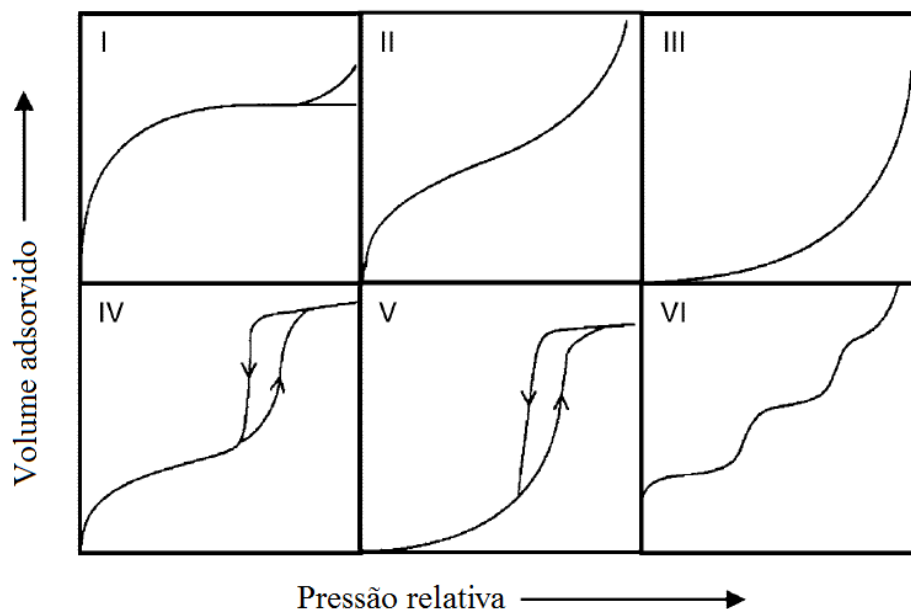 I
II
III
IV
V
VI
Volume adsorvido
Pressão relativa